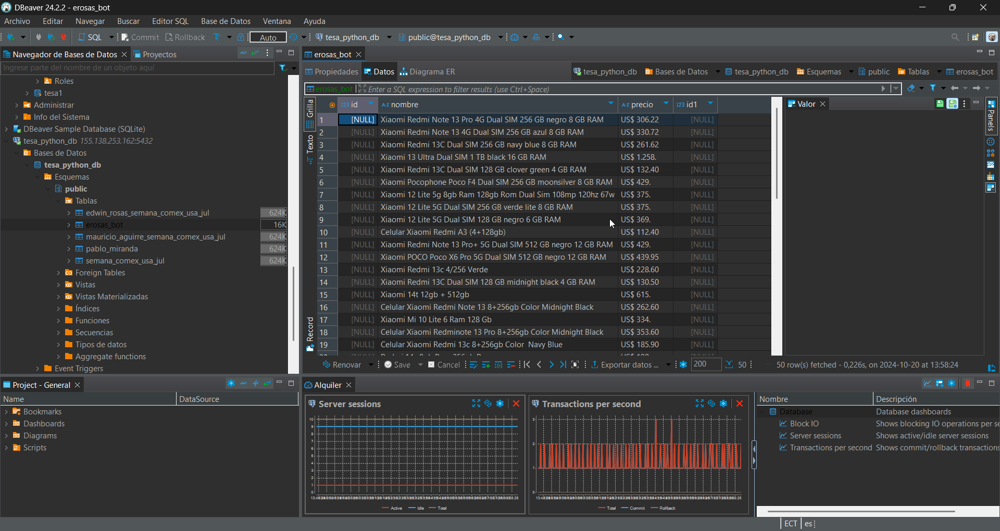 DBeaver 24.2.2 - erosas_bot
Archivo Editar Navegar Buscar Editor SQL Base de Datos Ventana Ayuda
SQL Commit Rollback Auto tesa_python_db public@tesa_python_db
Navegador de Bases de Datos Proyectos
Ingrese parte del nombre de un objeto aquí
Roles
tesa1
Administrar
Info del Sistema
DBeaver Sample Database (SQLite)
tesa_python_db 155.138.253.162:5432
Bases de Datos
tesa_python_db
Esquemas
public
Tablas
edwin_rosas_semana_comex_usa_jul 624K
erosas_bot 16K
mauricio_aguirre_semana_comex_usa_jul 624K
pablo_miranda 624K
semana_comex_usa_jul 624K
Foreign Tables
Vistas
Vistas Materializadas
Índices
Funciones
Secuencias
Tipos de datos
Aggregate functions
Event Triggers
erosas_bot
Propiedades Datos Diagrama ER
tesa_python_db Bases de Datos tesa_python_db Esquemas public Tablas erosas_bot
erosas_bot Enter a SQL expression to filter results (use Ctrl+Space)
Grilla
Texto
Record
123 id A-Z nombre A-Z precio 123 id1
1 [NULL] Xiaomi Redmi Note 13 Pro 4G Dual SIM 256 GB negro 8 GB RAM US$ 306.22 [NULL]
2 [NULL] Xiaomi Redmi Note 13 4G Dual SIM 256 GB azul 8 GB RAM US$ 330.72 [NULL]
3 [NULL] Xiaomi Redmi 13C Dual SIM 256 GB navy blue 8 GB RAM US$ 261.62 [NULL]
4 [NULL] Xiaomi 13 Ultra Dual SIM 1 TB black 16 GB RAM US$ 1.258. [NULL]
5 [NULL] Xiaomi Redmi 13C Dual SIM 128 GB clover green 4 GB RAM US$ 132.40 [NULL]
6 [NULL] Xiaomi Pocophone Poco F4 Dual SIM 256 GB moonsilver 8 GB RAM US$ 429. [NULL]
7 [NULL] Xiaomi 12 Lite 5g 8gb Ram 128gb Rom Dual Sim 108mp 120hz 67w US$ 375. [NULL]
8 [NULL] Xiaomi 12 Lite 5G Dual SIM 256 GB verde lite 8 GB RAM US$ 375. [NULL]
9 [NULL] Xiaomi 12 Lite 5G Dual SIM 128 GB negro 6 GB RAM US$ 369. [NULL]
10 [NULL] Celular Xiaomi Redmi A3 (4+128gb) US$ 112.40 [NULL]
11 [NULL] Xiaomi Redmi Note 13 Pro+ 5G Dual SIM 512 GB negro 12 GB RAM US$ 429. [NULL]
12 [NULL] Xiaomi POCO Poco X6 Pro 5G Dual SIM 512 GB negro 12 GB RAM US$ 439.95 [NULL]
13 [NULL] Xiaomi Redmi 13c 4/256 Verde US$ 228.60 [NULL]
14 [NULL] Xiaomi Redmi 13C Dual SIM 128 GB midnight black 4 GB RAM US$ 130.50 [NULL]
15 [NULL] Xiaomi 14t 12gb + 512gb US$ 615. [NULL]
16 [NULL] Celular Xiaomi Redmi Note 13 8+256gb Color Midnight Black US$ 262.60 [NULL]
17 [NULL] Xiaomi Mi 10 Lite 6 Ram 128 Gb US$ 334. [NULL]
18 [NULL] Celular Xiaomi Redminote 13 Pro 8+256gb Color Midnight Black US$ 353.60 [NULL]
19 [NULL] Celular Xiaomi Redmi 13c 8+256gb Color Navy Blue US$ 185.90 [NULL]
Renovar Save Cancel Exportar datos ... 200 50 50 row(s) fetched - 0,226s, on 2024-10-20 at 13:58:24
Valor
Panels
Project - General
Name DataSource
Bookmarks
Dashboards
Diagrams
Scripts
Alquiler
Server sessions
10
9
8
7
6
5
4
3
2
1
0
Active Idle Total
Transactions per second
3
2
1
0
Total Commit Rollback
Nombre Descripción
Database Database dashboards
Block IO Shows blocking IO operations per se
Server sessions Shows active/idle server sessions
Transactions per second Shows commit/rollback transactions
ECT es